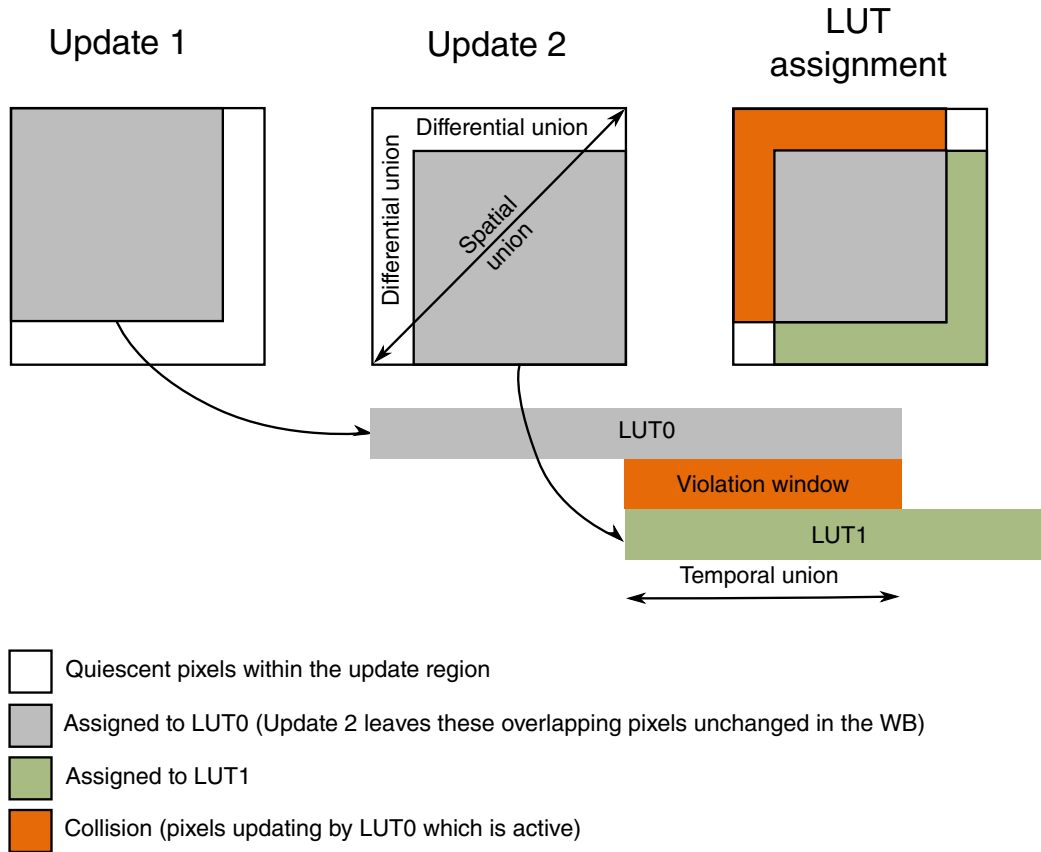 Update 1
Update 2
LUT
assignment
Differential union
Differential union
Spatial
union
LUT0
Violation window
LUT1
Temporal union
Quiescent pixels within the update region
Assigned to LUT0 (Update 2 leaves these overlapping pixels unchanged in the WB)
Assigned to LUT1
Collision (pixels updating by LUT0 which is active)